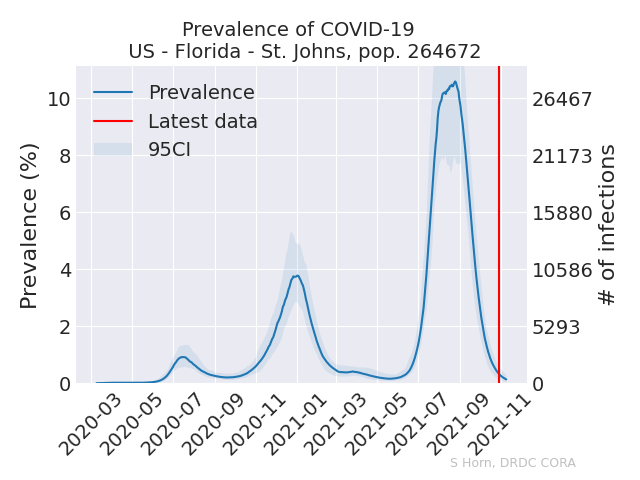 Prevalence of COVID-19
US - Florida - St. Johns, pop. 264672
Prevalence
Latest data
95CI
Prevalence (%)
10
8
6
4
2
0
26467
21173
15880
10586
5293
0
# of infections
2020-03
2020-05
2020-07
2020-09
2020-11
2021-01
2021-03
2021-05
2021-07
2021-09
2021-11
S Horn, DRDC CORA